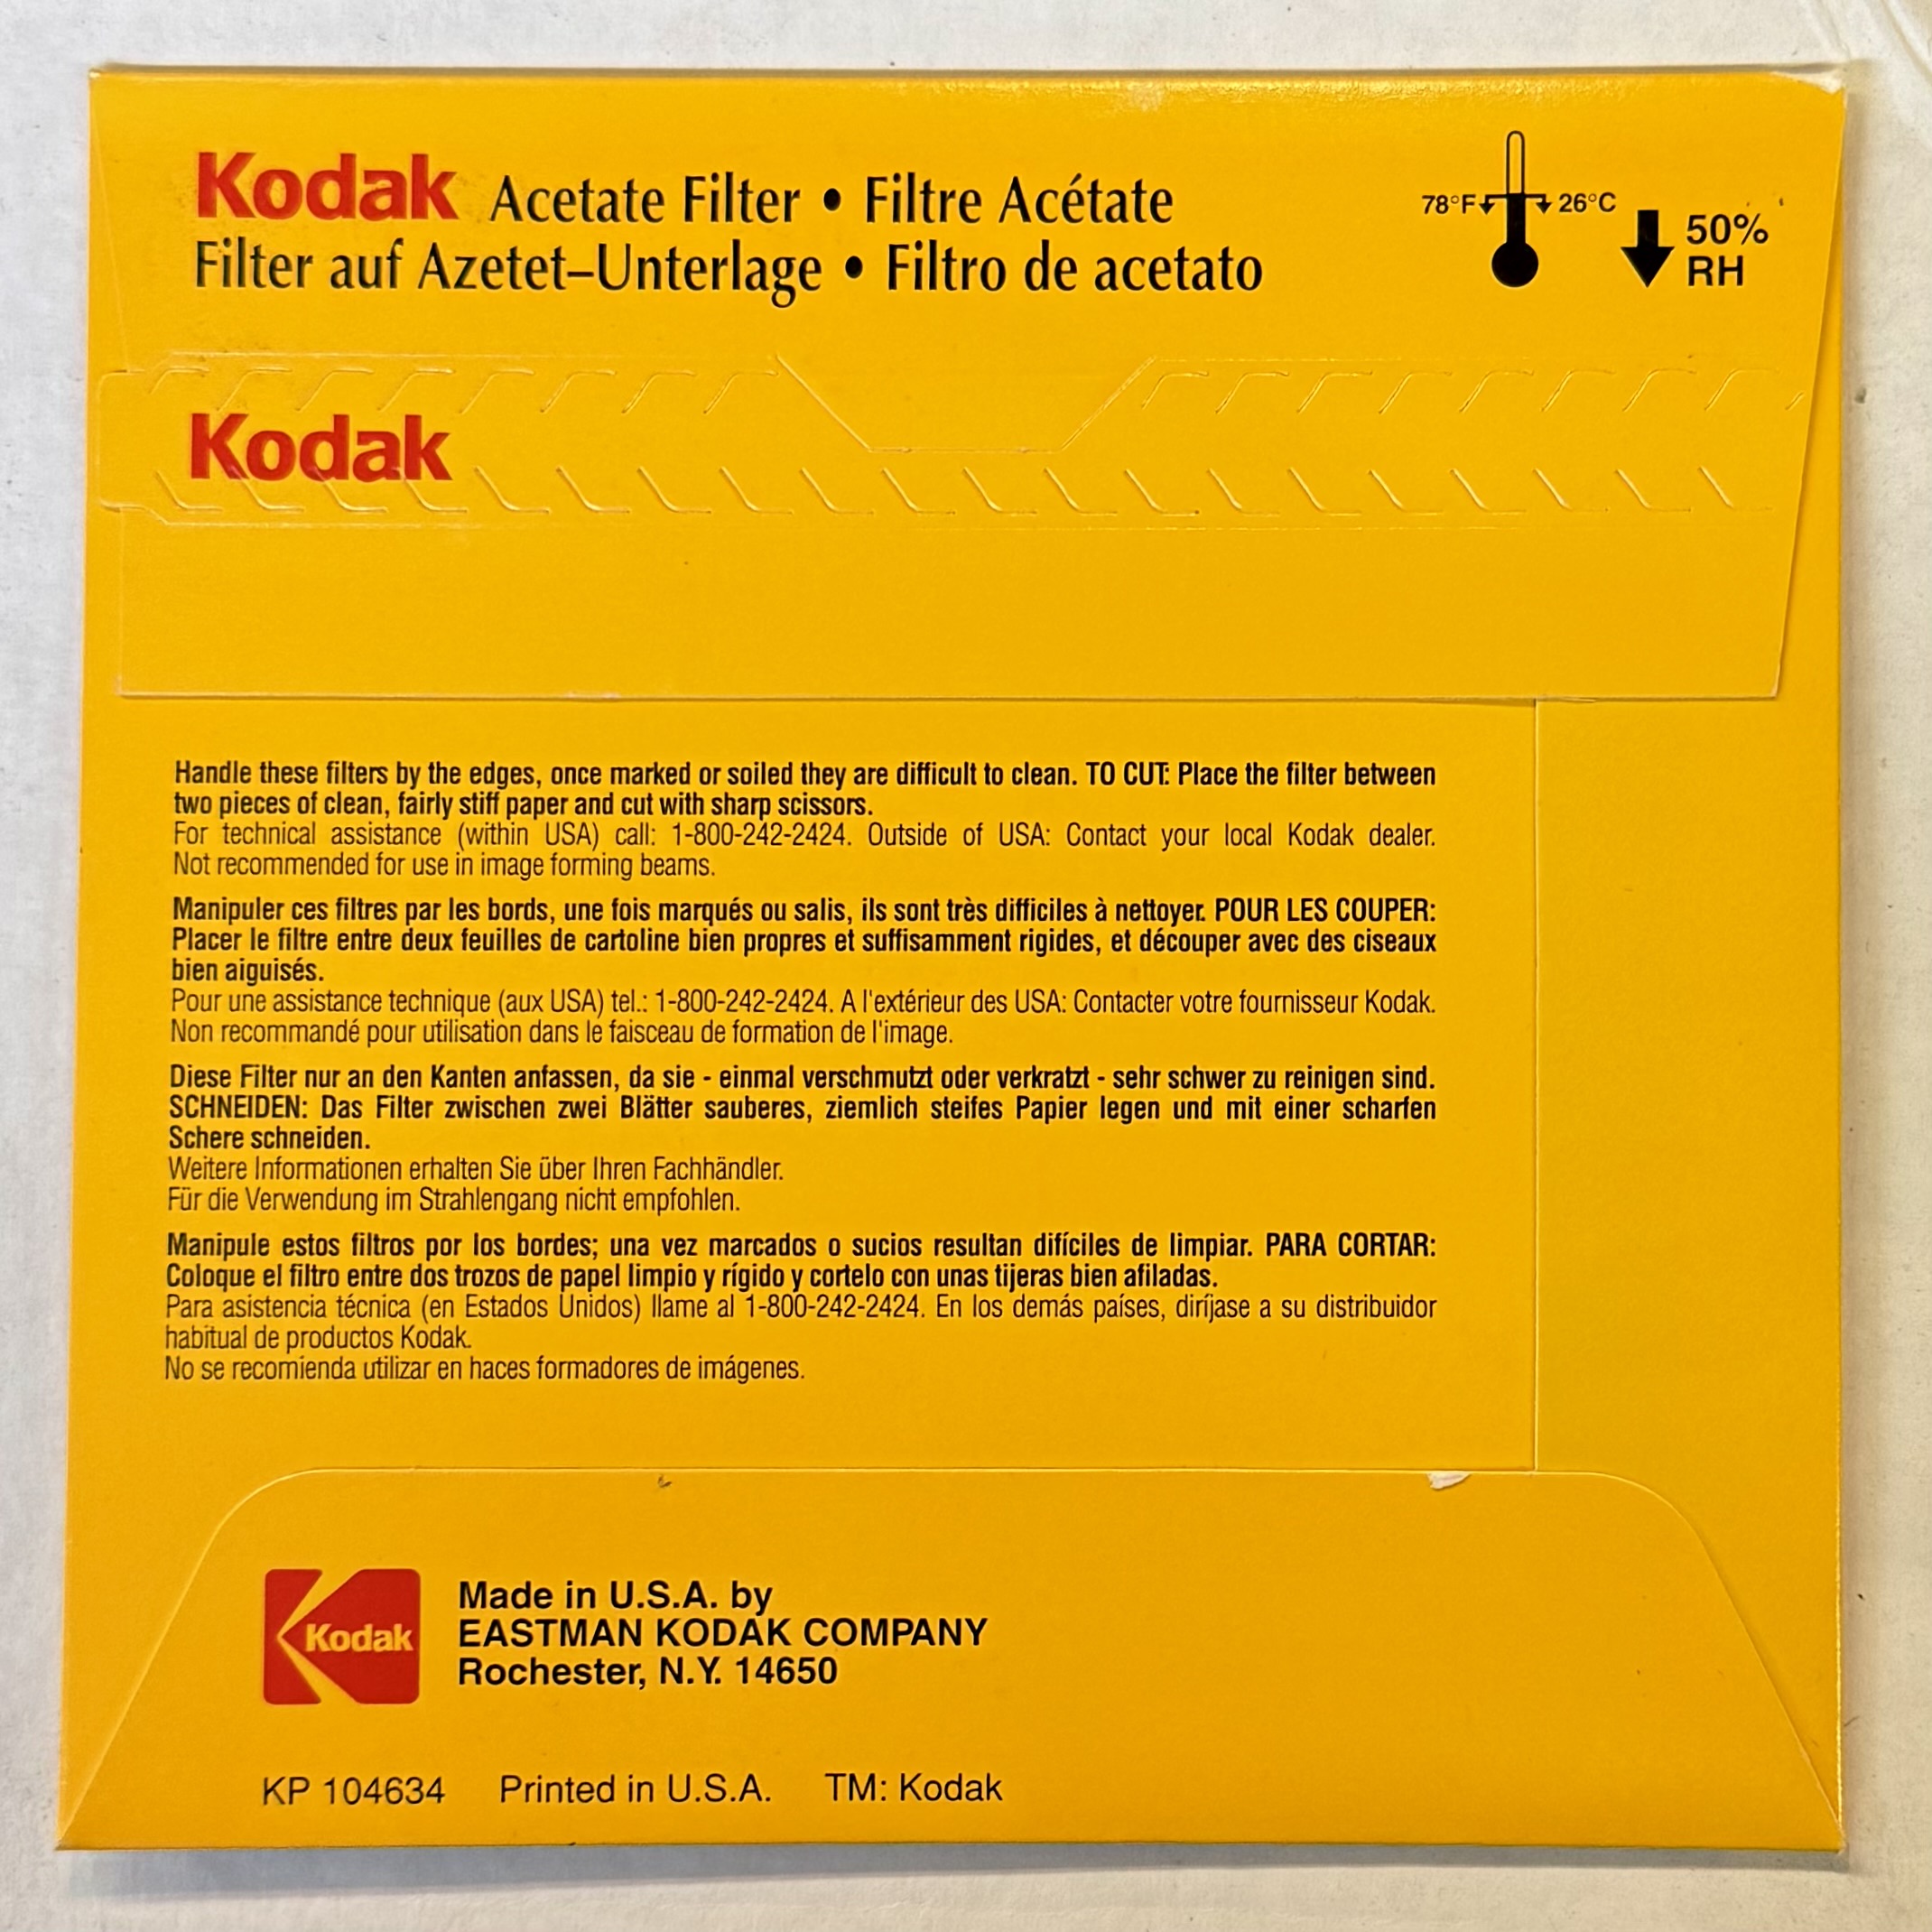 Kodak Acetate Filter • Filtre Acétate
Filter auf Azetet–Unterlage • Filtro de acetato
78°F 26°C
50%
RH
Kodak
Handle these filters by the edges, once marked or soiled they are difficult to clean. TO CUT: Place the filter between
two pieces of clean, fairly stiff paper and cut with sharp scissors.
For technical assistance (within USA) call: 1-800-242-2424. Outside of USA: Contact your local Kodak dealer.
Not recommended for use in image forming beams.
Manipuler ces filtres par les bords, une fois marqués ou salis, ils sont très difficiles à nettoyer. POUR LES COUPER:
Placer le filtre entre deux feuilles de cartoline bien propres et suffisamment rigides, et découper avec des ciseaux
bien aiguisés.
Pour une assistance technique (aux USA) tel.: 1-800-242-2424. A l'extérieur des USA: Contacter votre fournisseur Kodak.
Non recommandé pour utilisation dans le faisceau de formation de l'image.
Diese Filter nur an den Kanten anfassen, da sie - einmal verschmutzt oder verkratzt - sehr schwer zu reinigen sind.
SCHNEIDEN: Das Filter zwischen zwei Blätter sauberes, ziemlich steifes Papier legen und mit einer scharfen
Schere schneiden.
Weitere Informationen erhalten Sie über Ihren Fachhändler.
Für die Verwendung im Strahlengang nicht empfohlen.
Manipule estos filtros por los bordes; una vez marcados o sucios resultan difíciles de limpiar. PARA CORTAR:
Coloque el filtro entre dos trozos de papel limpio y rígido y cortelo con unas tijeras bien afiladas.
Para asistencia técnica (en Estados Unidos) llame al 1-800-242-2424. En los demás países, diríjase a su distribuidor
habitual de productos Kodak.
No se recomienda utilizar en haces formadores de imágenes.
Kodak
Made in U.S.A. by
EASTMAN KODAK COMPANY
Rochester, N.Y. 14650
KP 104634 Printed in U.S.A. TM: Kodak